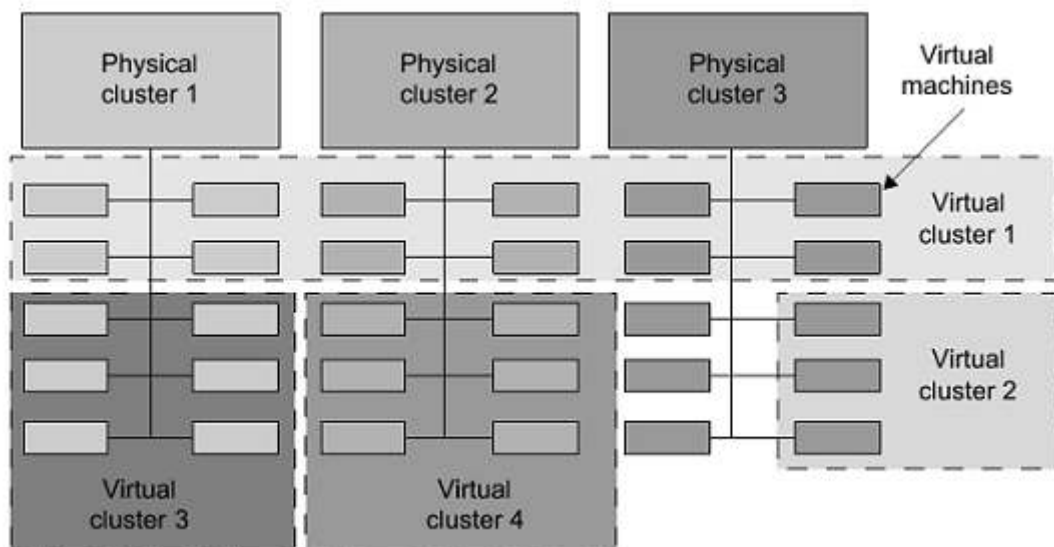 Physical
cluster 1
Physical
cluster 2
Physical
cluster 3
Virtual
machines
Virtual
cluster 1
Virtual
cluster 2
Virtual
cluster 3
Virtual
cluster 4